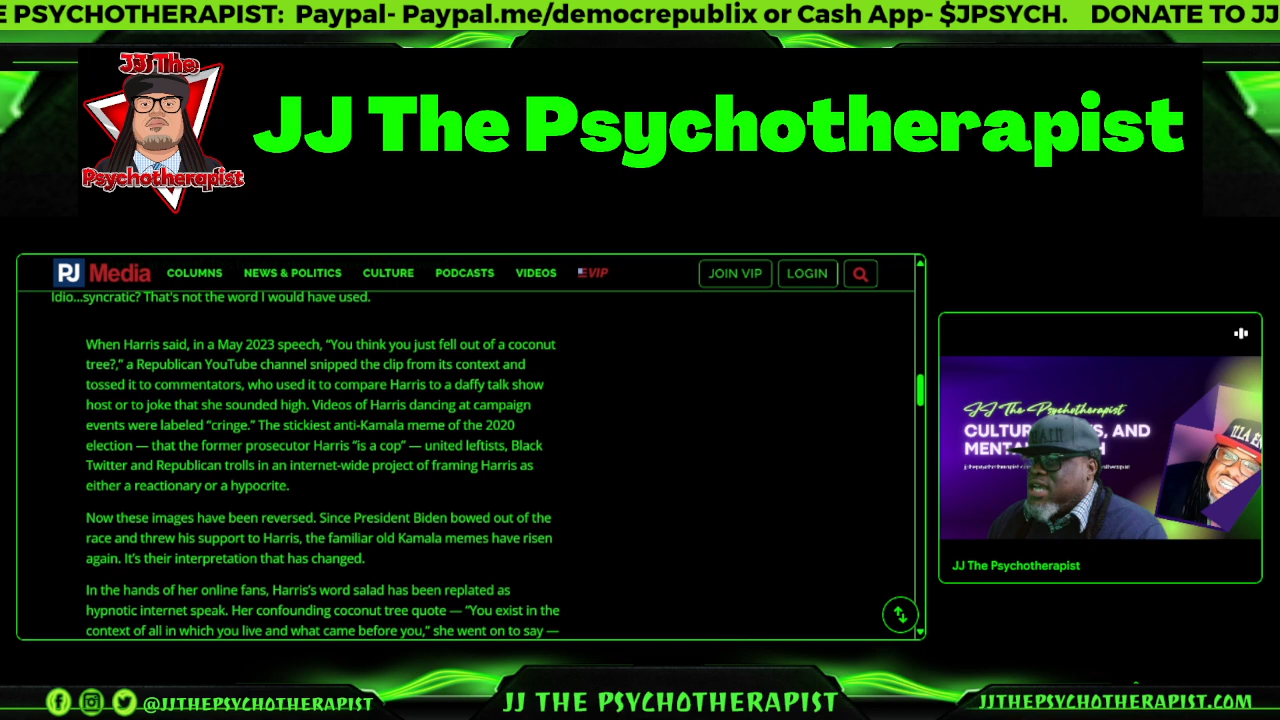 E PSYCHOTHERAPIST: Paypal- Paypal.me/democrepublix or Cash App- $JPSYCH. DONATE TO JJ
JJ The
Psychotherapist
JJ The Psychotherapist
PJ Media COLUMNS NEWS & POLITICS CULTURE PODCASTS VIDEOS VIP JOIN VIP LOGIN
Idio...syncratic? That's not the word I would have used.
When Harris said, in a May 2023 speech, “You think you just fell out of a coconut
tree?,” a Republican YouTube channel snipped the clip from its context and
tossed it to commentators, who used it to compare Harris to a daffy talk show
host or to joke that she sounded high. Videos of Harris dancing at campaign
events were labeled “cringe.” The stickiest anti-Kamala meme of the 2020
election — that the former prosecutor Harris “is a cop” — united leftists, Black
Twitter and Republican trolls in an internet-wide project of framing Harris as
either a reactionary or a hypocrite.
Now these images have been reversed. Since President Biden bowed out of the
race and threw his support to Harris, the familiar old Kamala memes have risen
again. It’s their interpretation that has changed.
In the hands of her online fans, Harris’s word salad has been replated as
hypnotic internet speak. Her confounding coconut tree quote — “You exist in the
context of all in which you live and what came before you,” she went on to say —
JJ The Psychotherapist
CULTUR S, AND
MENT H
JJ The Psychotherapist
@JJTHEPSYCHOTHERAPIST
JJ THE PSYCHOTHERAPIST
JJTHEPSYCHOTHERAPIST.COM